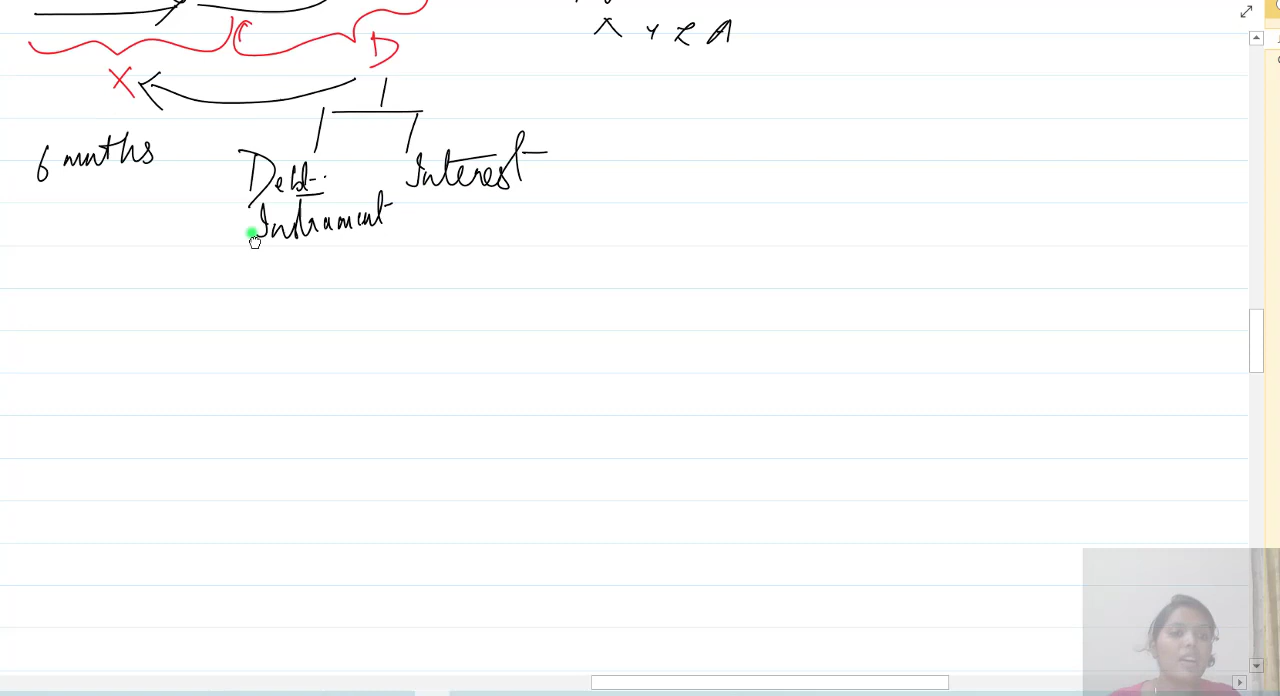 X Y Z A
D
X
6 months
Debt Interest
Instrument